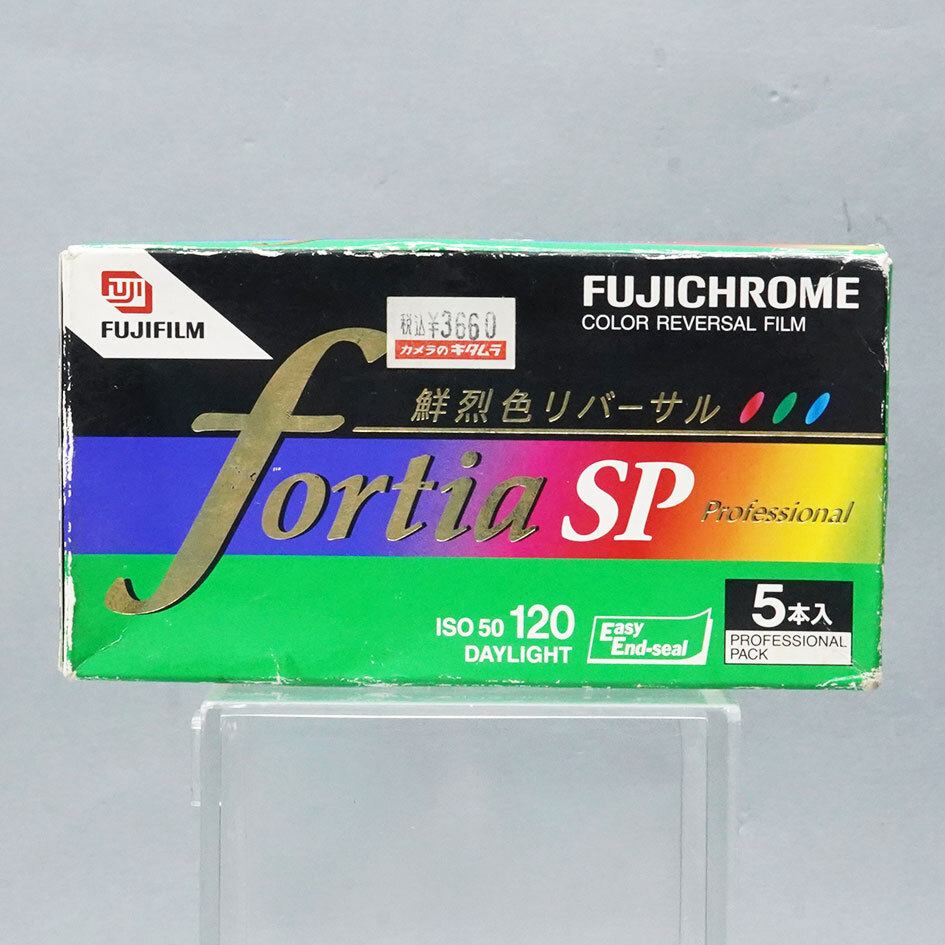 FUJI
FUJIFILM
税込¥3660
カメラのキタムラ
FUJICHROME
COLOR REVERSAL FILM
鮮烈色リバーサル
fortia SP Professional
ISO 50 120
DAYLIGHT
Easy
End-seal
5本入
PROFESSIONAL
PACK